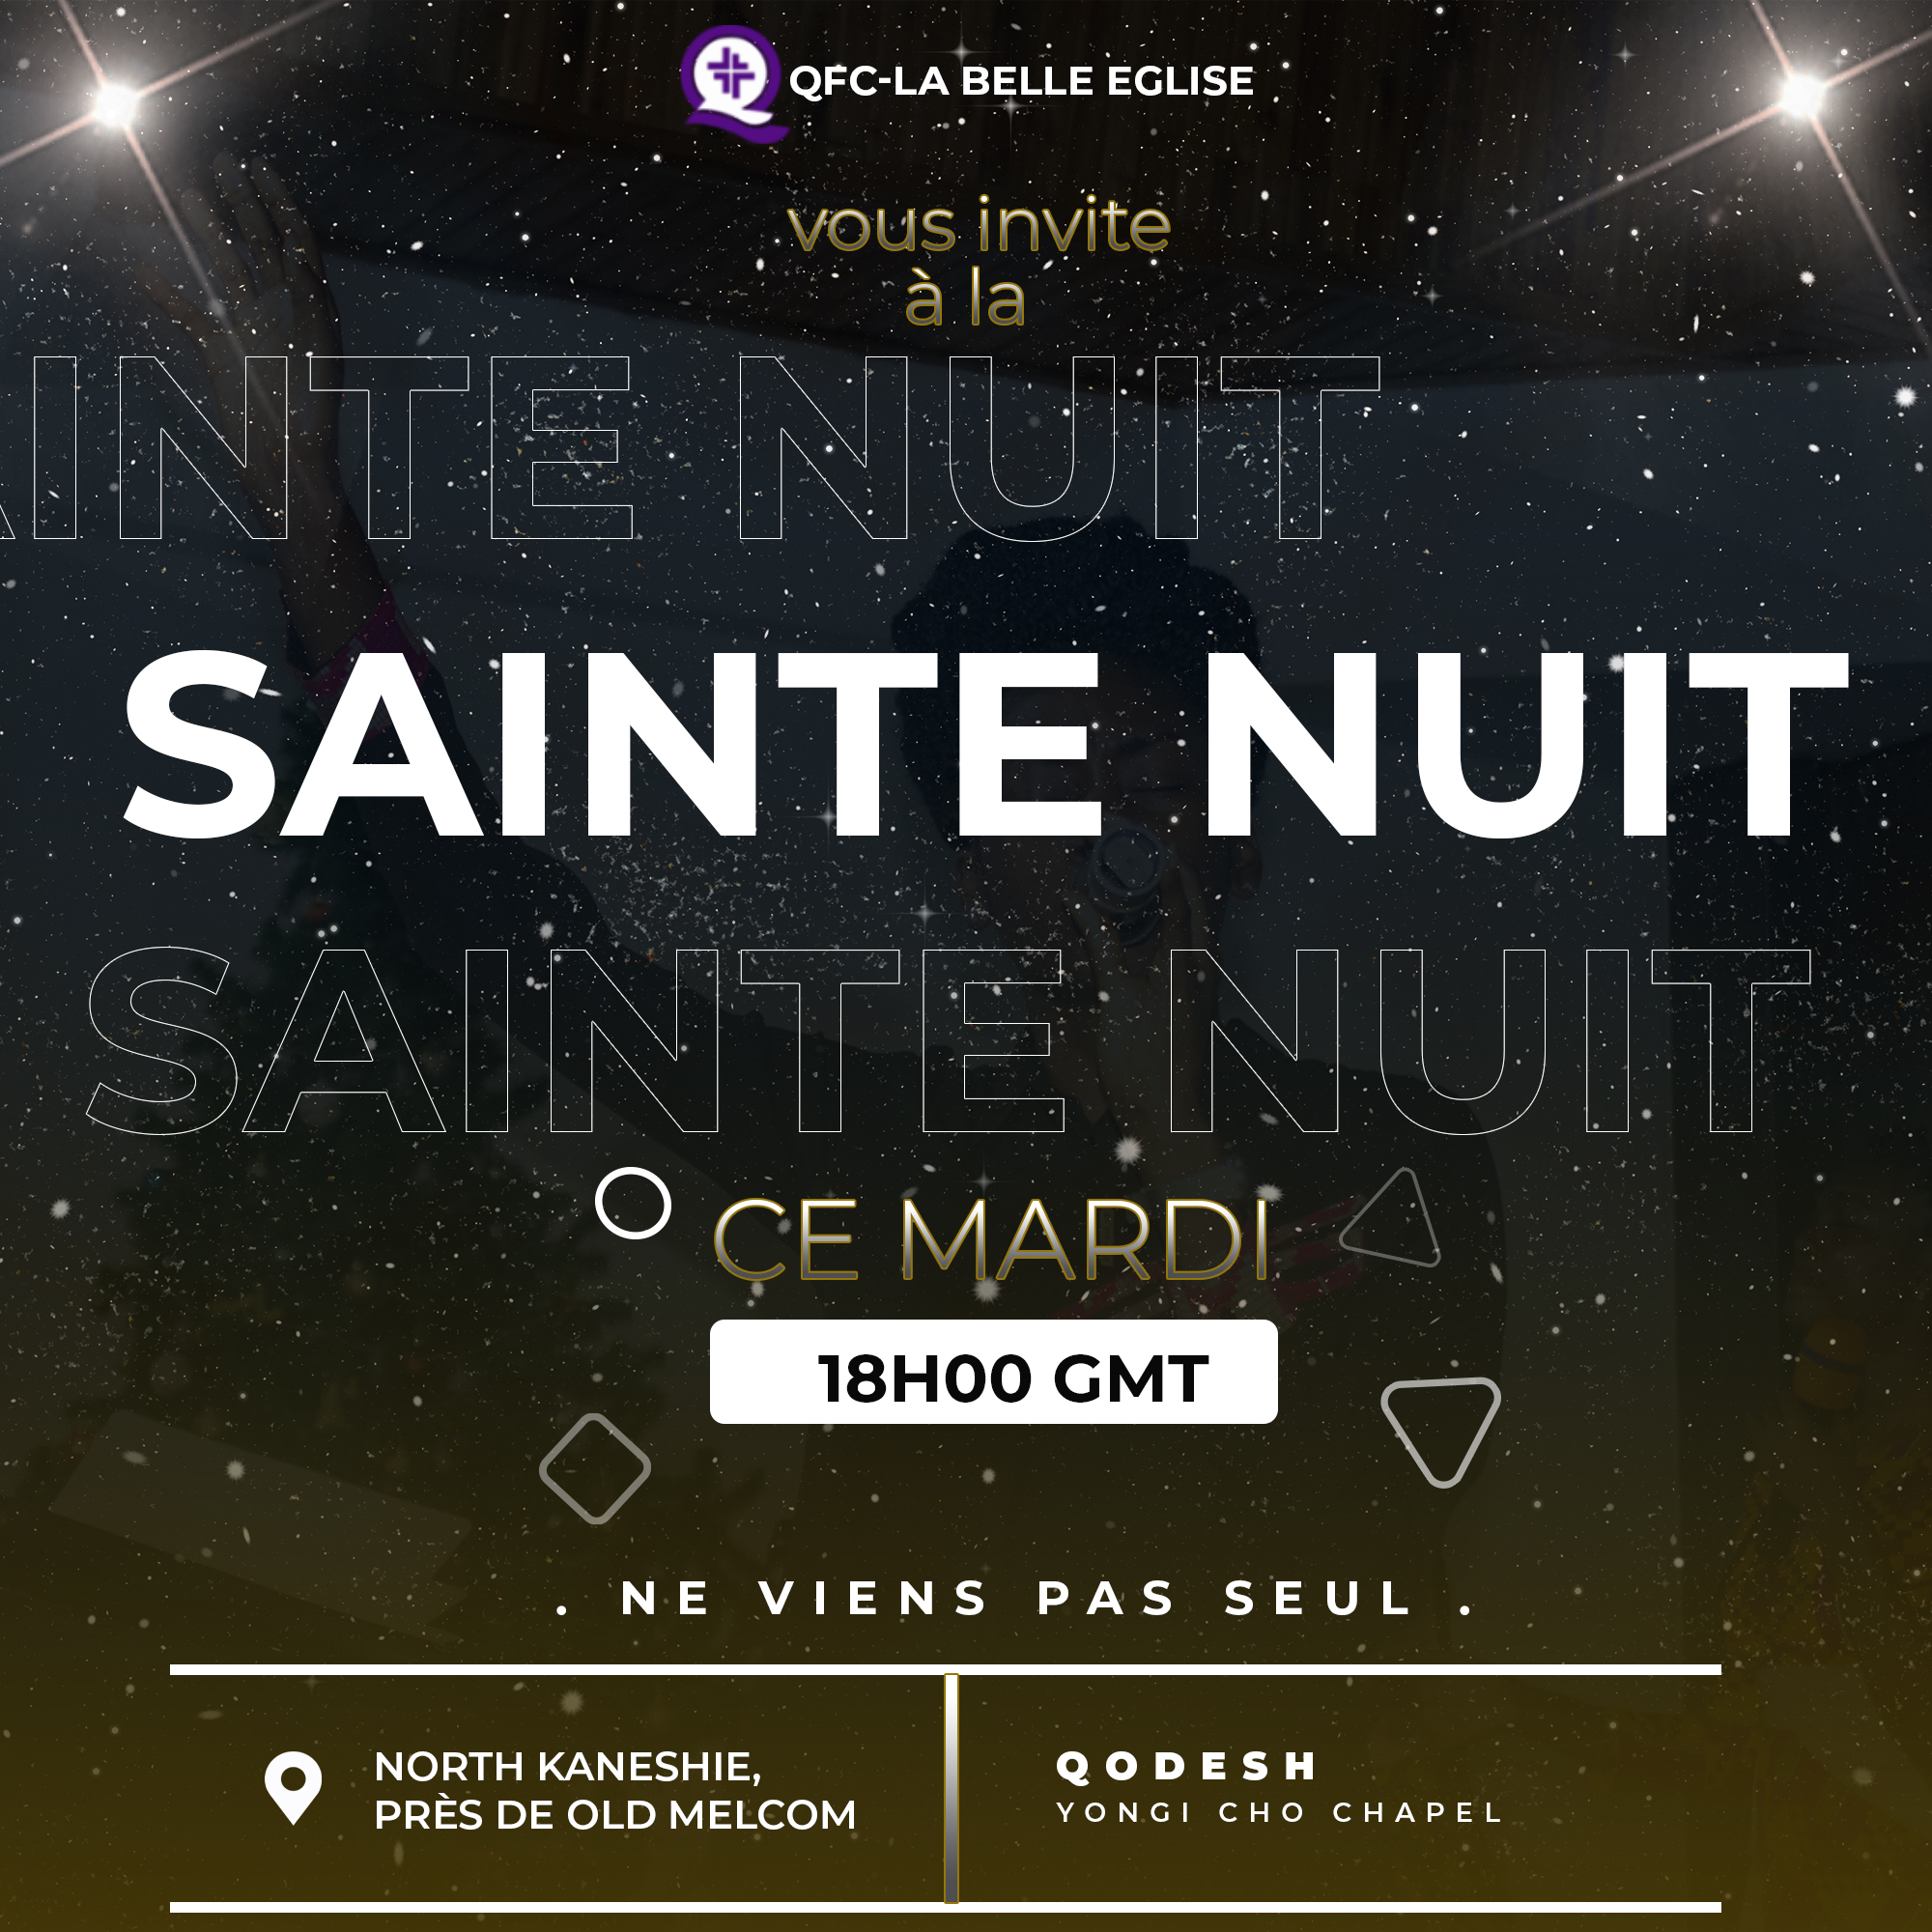 QFC-LA BELLE EGLISE
vous invite
à la
AINTE NUIT
SAINTE NUIT
SAINTE NUIT
CE MARDI
18H00 GMT
. NE VIENS PAS SEUL .
NORTH KANESHIE,
PRÈS DE OLD MELCOM
QODESH
YONGI CHO CHAPEL